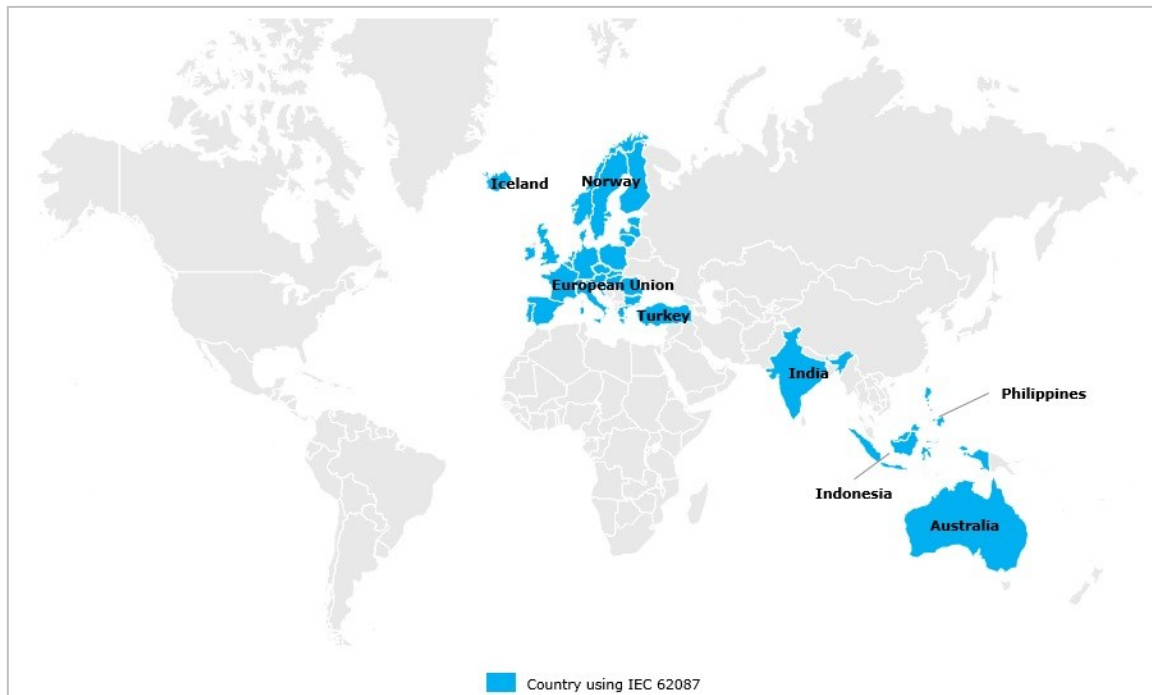 Iceland
Norway
European Union
Turkey
India
Philippines
Indonesia
Australia
Country using IEC 62087